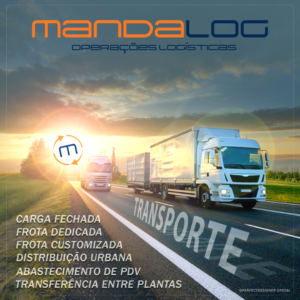 MANDALOG
OPERAÇÕES LOGÍSTICAS
m
TRANSPORTE
CARGA FECHADA
FROTA DEDICADA
FROTA CUSTOMIZADA
DISTRIBUIÇÃO URBANA
ABASTECIMENTO DE PDV
TRANSFERÊNCIA ENTRE PLANTAS